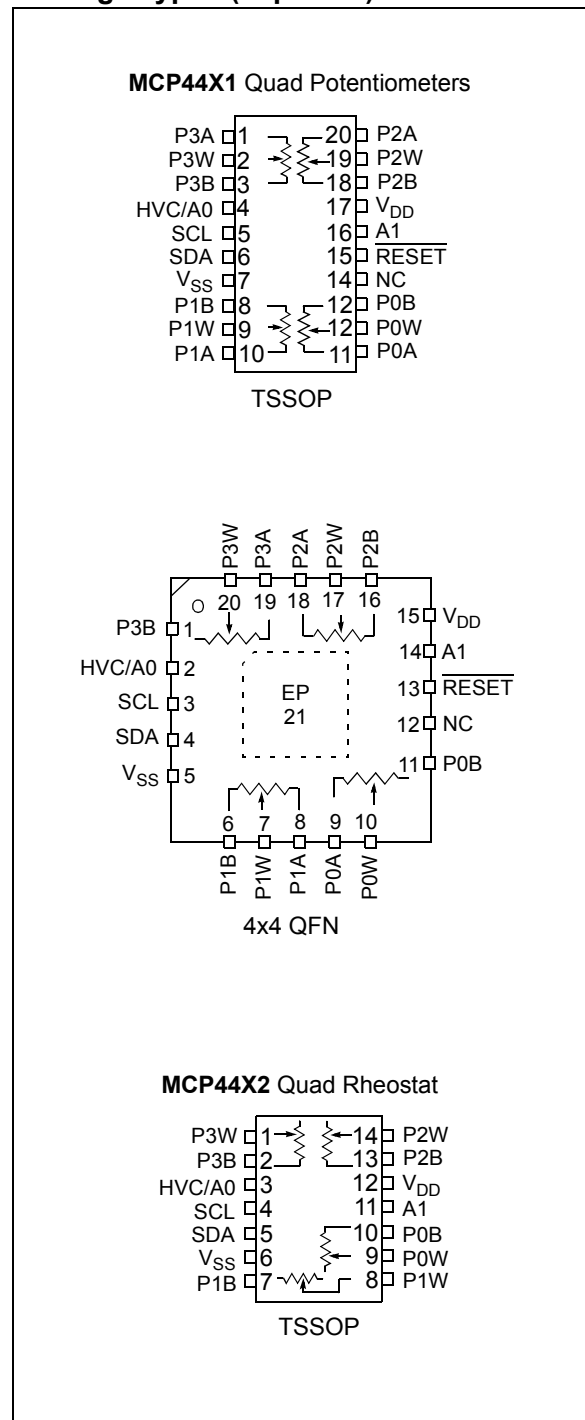 MCP44X1 Quad Potentiometers
P3A 1 20 P2A
P3W 2 19 P2W
P3B 3 18 P2B
HVC/A0 4 17 VDD
SCL 5 16 A1
SDA 6 15 RESET
VSS 7 14 NC
P1B 8 12 P0B
P1W 9 12 P0W
P1A 10 11 P0A
TSSOP
P3W P3A P2A P2W P2B
20 19 18 17 16
P3B 1 15 VDD
HVC/A0 2 14 A1
SCL 3 EP 21 13 RESET
SDA 4 12 NC
VSS 5 11 P0B
6 7 8 9 10
P1B P1W P1A P0A P0W
4x4 QFN
MCP44X2 Quad Rheostat
P3W 1 14 P2W
P3B 2 13 P2B
HVC/A0 3 12 VDD
SCL 4 11 A1
SDA 5 10 P0B
VSS 6 9 P0W
P1B 7 8 P1W
TSSOP